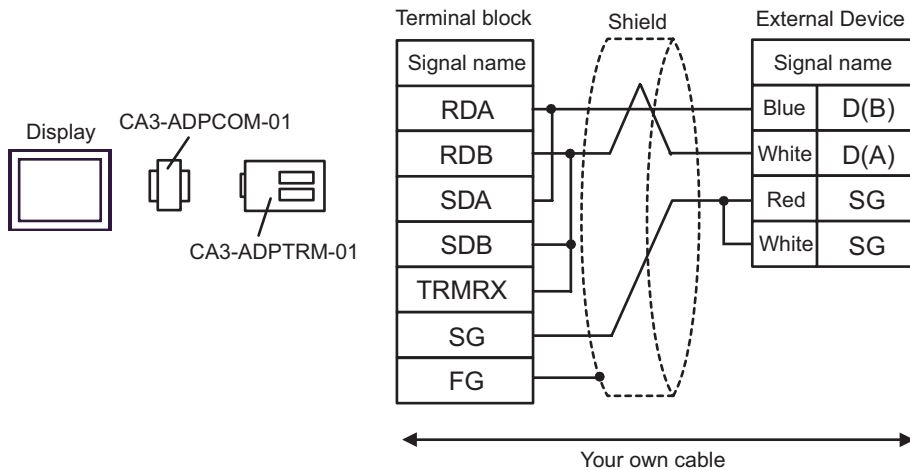 Terminal block
Shield
External Device
Signal name
Signal name
RDA
Blue
D(B)
Display
CA3-ADPCOM-01
RDB
White
D(A)
SDA
Red
SG
CA3-ADPTRM-01
SDB
White
SG
TRMRX
SG
FG
Your own cable